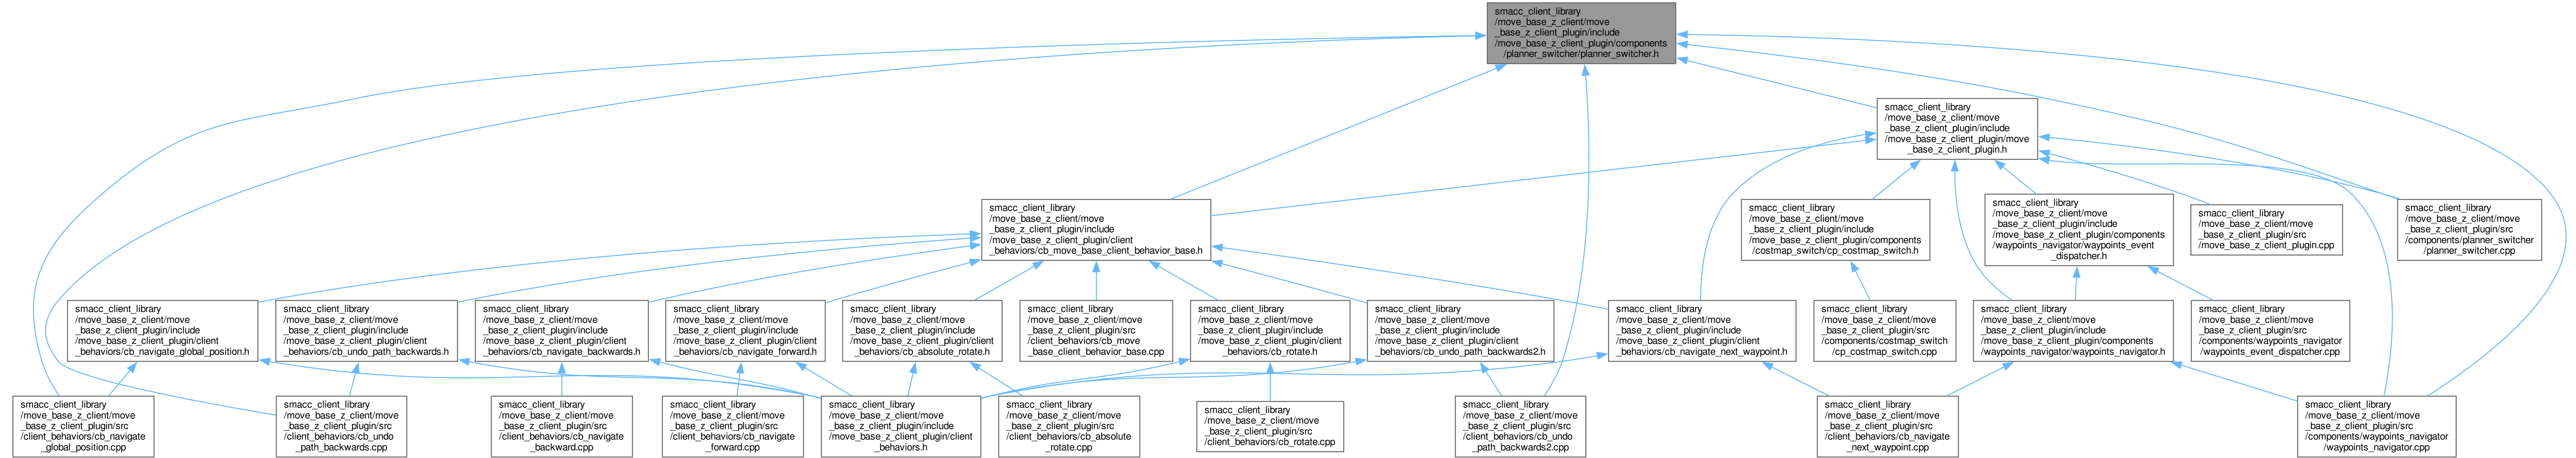 smacc_client_library
/move_base_z_client/move
_base_z_client_plugin/include
/move_base_z_client_plugin/components
/planner_switcher/planner_switcher.h
smacc_client_library
/move_base_z_client/move
_base_z_client_plugin/include
/move_base_z_client_plugin/move
_base_z_client_plugin.h
smacc_client_library
/move_base_z_client/move
_base_z_client_plugin/include
/move_base_z_client_plugin/client
_behaviors/cb_move_base_client_behavior_base.h
smacc_client_library
/move_base_z_client/move
_base_z_client_plugin/include
/move_base_z_client_plugin/components
/costmap_switch/cp_costmap_switch.h
smacc_client_library
/move_base_z_client/move
_base_z_client_plugin/include
/move_base_z_client_plugin/components
/waypoints_navigator/waypoints_event
_dispatcher.h
smacc_client_library
/move_base_z_client/move
_base_z_client_plugin/src
/move_base_z_client_plugin.cpp
smacc_client_library
/move_base_z_client/move
_base_z_client_plugin/src
/components/planner_switcher
/planner_switcher.cpp
smacc_client_library
/move_base_z_client/move
_base_z_client_plugin/include
/move_base_z_client_plugin/client
_behaviors/cb_navigate_global_position.h
smacc_client_library
/move_base_z_client/move
_base_z_client_plugin/include
/move_base_z_client_plugin/client
_behaviors/cb_undo_path_backwards.h
smacc_client_library
/move_base_z_client/move
_base_z_client_plugin/include
/move_base_z_client_plugin/client
_behaviors/cb_navigate_backwards.h
smacc_client_library
/move_base_z_client/move
_base_z_client_plugin/include
/move_base_z_client_plugin/client
_behaviors/cb_navigate_forward.h
smacc_client_library
/move_base_z_client/move
_base_z_client_plugin/include
/move_base_z_client_plugin/client
_behaviors/cb_absolute_rotate.h
smacc_client_library
/move_base_z_client/move
_base_z_client_plugin/src
/client_behaviors/cb_move
_base_client_behavior_base.cpp
smacc_client_library
/move_base_z_client/move
_base_z_client_plugin/include
/move_base_z_client_plugin/client
_behaviors/cb_rotate.h
smacc_client_library
/move_base_z_client/move
_base_z_client_plugin/include
/move_base_z_client_plugin/client
_behaviors/cb_undo_path_backwards2.h
smacc_client_library
/move_base_z_client/move
_base_z_client_plugin/include
/move_base_z_client_plugin/client
_behaviors/cb_navigate_next_waypoint.h
smacc_client_library
/move_base_z_client/move
_base_z_client_plugin/src
/components/costmap_switch
/cp_costmap_switch.cpp
smacc_client_library
/move_base_z_client/move
_base_z_client_plugin/include
/move_base_z_client_plugin/components
/waypoints_navigator/waypoints_navigator.h
smacc_client_library
/move_base_z_client/move
_base_z_client_plugin/src
/components/waypoints_navigator
/waypoints_event_dispatcher.cpp
smacc_client_library
/move_base_z_client/move
_base_z_client_plugin/src
/client_behaviors/cb_navigate
_global_position.cpp
smacc_client_library
/move_base_z_client/move
_base_z_client_plugin/src
/client_behaviors/cb_undo
_path_backwards.cpp
smacc_client_library
/move_base_z_client/move
_base_z_client_plugin/src
/client_behaviors/cb_navigate
_backward.cpp
smacc_client_library
/move_base_z_client/move
_base_z_client_plugin/src
/client_behaviors/cb_navigate
_forward.cpp
smacc_client_library
/move_base_z_client/move
_base_z_client_plugin/include
/move_base_z_client_plugin/client
_behaviors.h
smacc_client_library
/move_base_z_client/move
_base_z_client_plugin/src
/client_behaviors/cb_absolute
_rotate.cpp
smacc_client_library
/move_base_z_client/move
_base_z_client_plugin/src
/client_behaviors/cb_rotate.cpp
smacc_client_library
/move_base_z_client/move
_base_z_client_plugin/src
/client_behaviors/cb_undo
_path_backwards2.cpp
smacc_client_library
/move_base_z_client/move
_base_z_client_plugin/src
/client_behaviors/cb_navigate
_next_waypoint.cpp
smacc_client_library
/move_base_z_client/move
_base_z_client_plugin/src
/components/waypoints_navigator
/waypoints_navigator.cpp